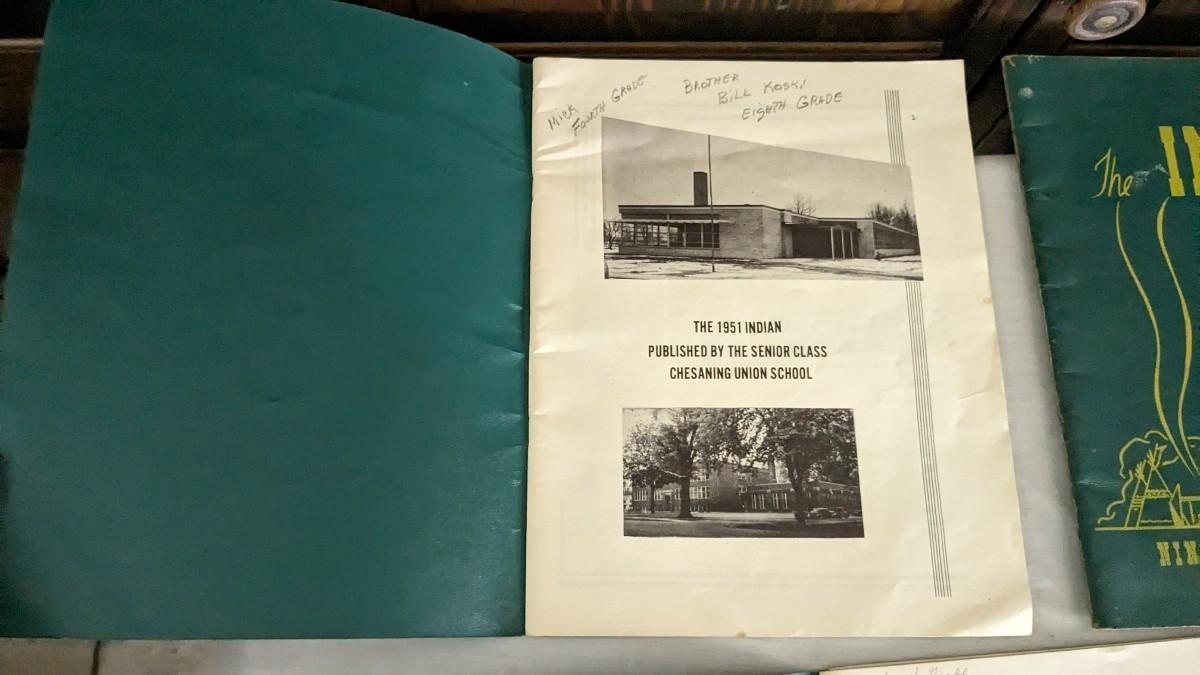 MICK
FOURTH GRADE
BROTHER
BILL KOSKI
EIGHTH GRADE
1
THE 1951 INDIAN
PUBLISHED BY THE SENIOR CLASS
CHESANING UNION SCHOOL
The